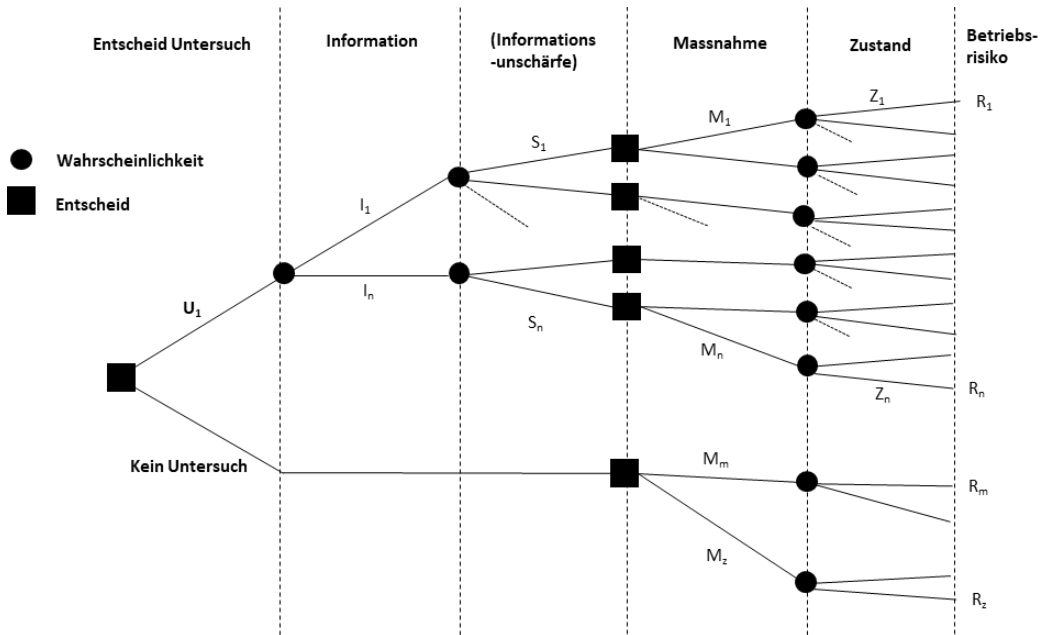 Entscheid Untersuch
Information
(Informations
-unschärfe)
Massnahme
Zustand
Betriebs-
risiko
Wahrscheinlichkeit
Entscheid
U1
Kein Untersuch
I1
In
S1
Sn
M1
Mn
Mm
Mz
Z1
Zn
R1
Rn
Rm
Rz